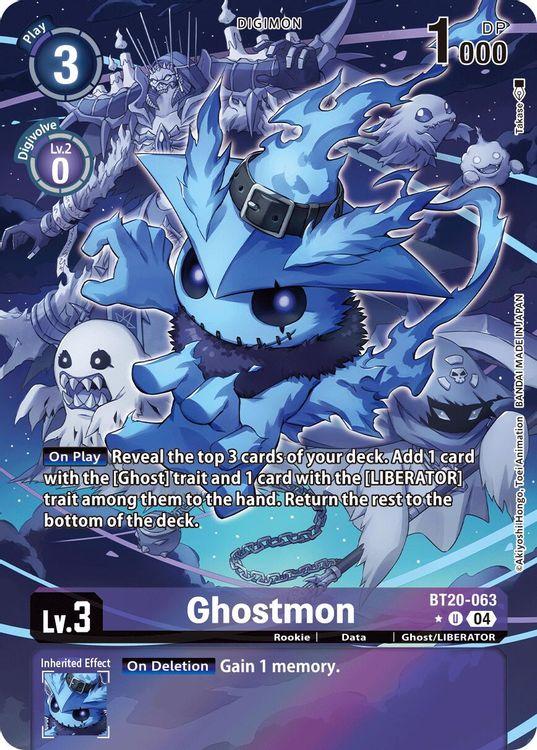 Play
3
DIGIMON
DP
1000
Digivolve
Lv.2
0
Takase
BANDAI MADE IN JAPAN
©Akiyoshi Hongo, Toei Animation
On Play Reveal the top 3 cards of your deck. Add 1 card
with the [Ghost] trait and 1 card with the [LIBERATOR]
trait among them to the hand. Return the rest to the
bottom of the deck.
Lv.3
Ghostmon
BT20-063
U 04
Rookie | Data | Ghost/LIBERATOR
Inherited Effect
On Deletion Gain 1 memory.